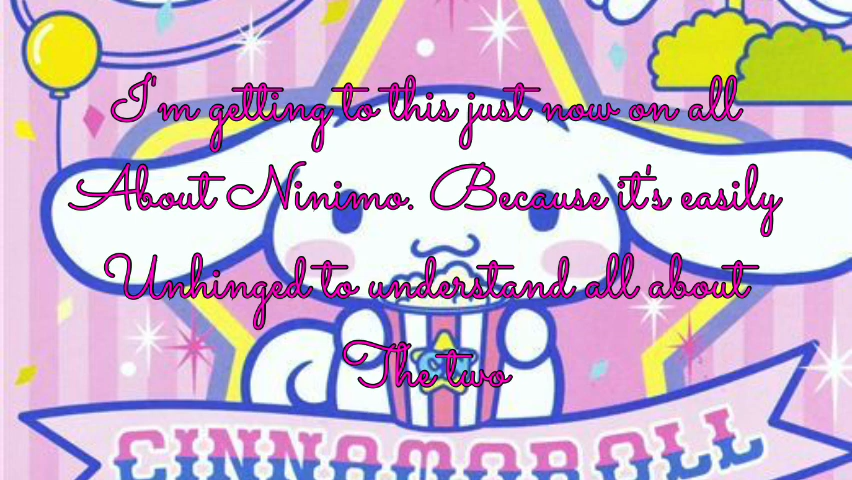 I'm getting to this just now on all
About Ninimo. Because it's easily
Unhinged to understand all about
The two
CINNAMOROLL